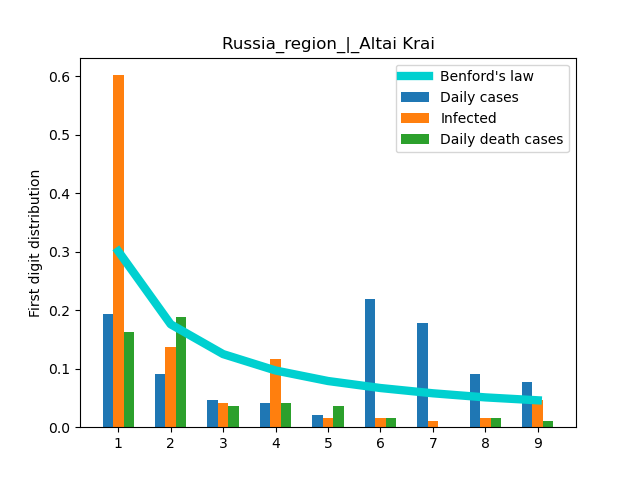 Russia_region_|_Altai Krai
Benford's law
Daily cases
Infected
Daily death cases
First digit distribution
0.6
0.5
0.4
0.3
0.2
0.1
0.0
1 2 3 4 5 6 7 8 9